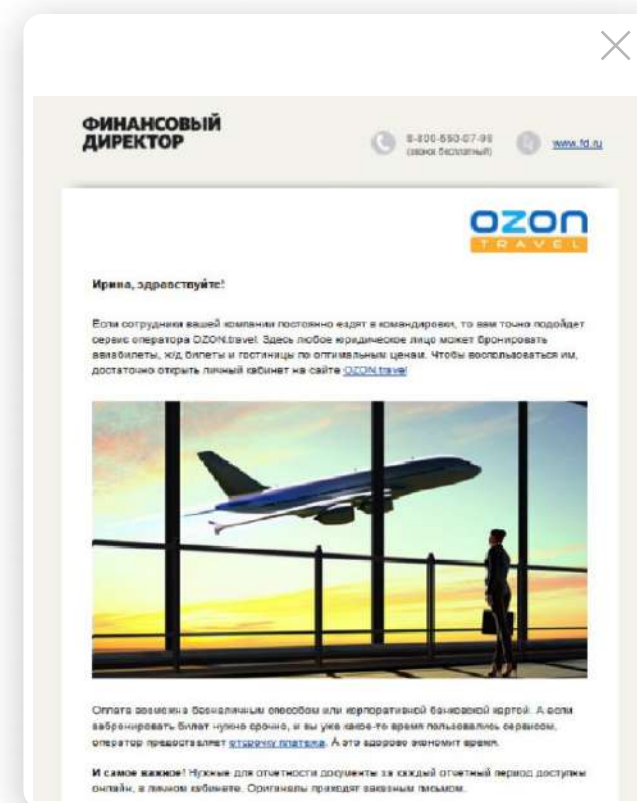 ФИНАНСОВЫЙ
ДИРЕКТОР
8-800-550-07-98
(звонок бесплатный)
www.fd.ru
ozon
TRAVEL
Ирина, здравствуйте!
Если сотрудники вашей компании постоянно ездят в командировки, то вам точно подойдет
сервис оператора OZON.travel. Здесь любое юридическое лицо может бронировать
авиабилеты, ж/д билеты и гостиницы по оптимальным ценам. Чтобы воспользоваться им,
достаточно открыть личный кабинет на сайте OZON.travel
Оплата возможна безналичным способом или корпоративной банковской картой. А если
забронировать билет нужно срочно, и вы уже какое-то время пользовались сервисом,
оператор предоставляет отсрочку платежа. А это здорово экономит время.
И самое важное! Нужные для отчетности документы за каждый отчетный период доступны
онлайн, в личном кабинете. Оригиналы приходят заказным письмом.